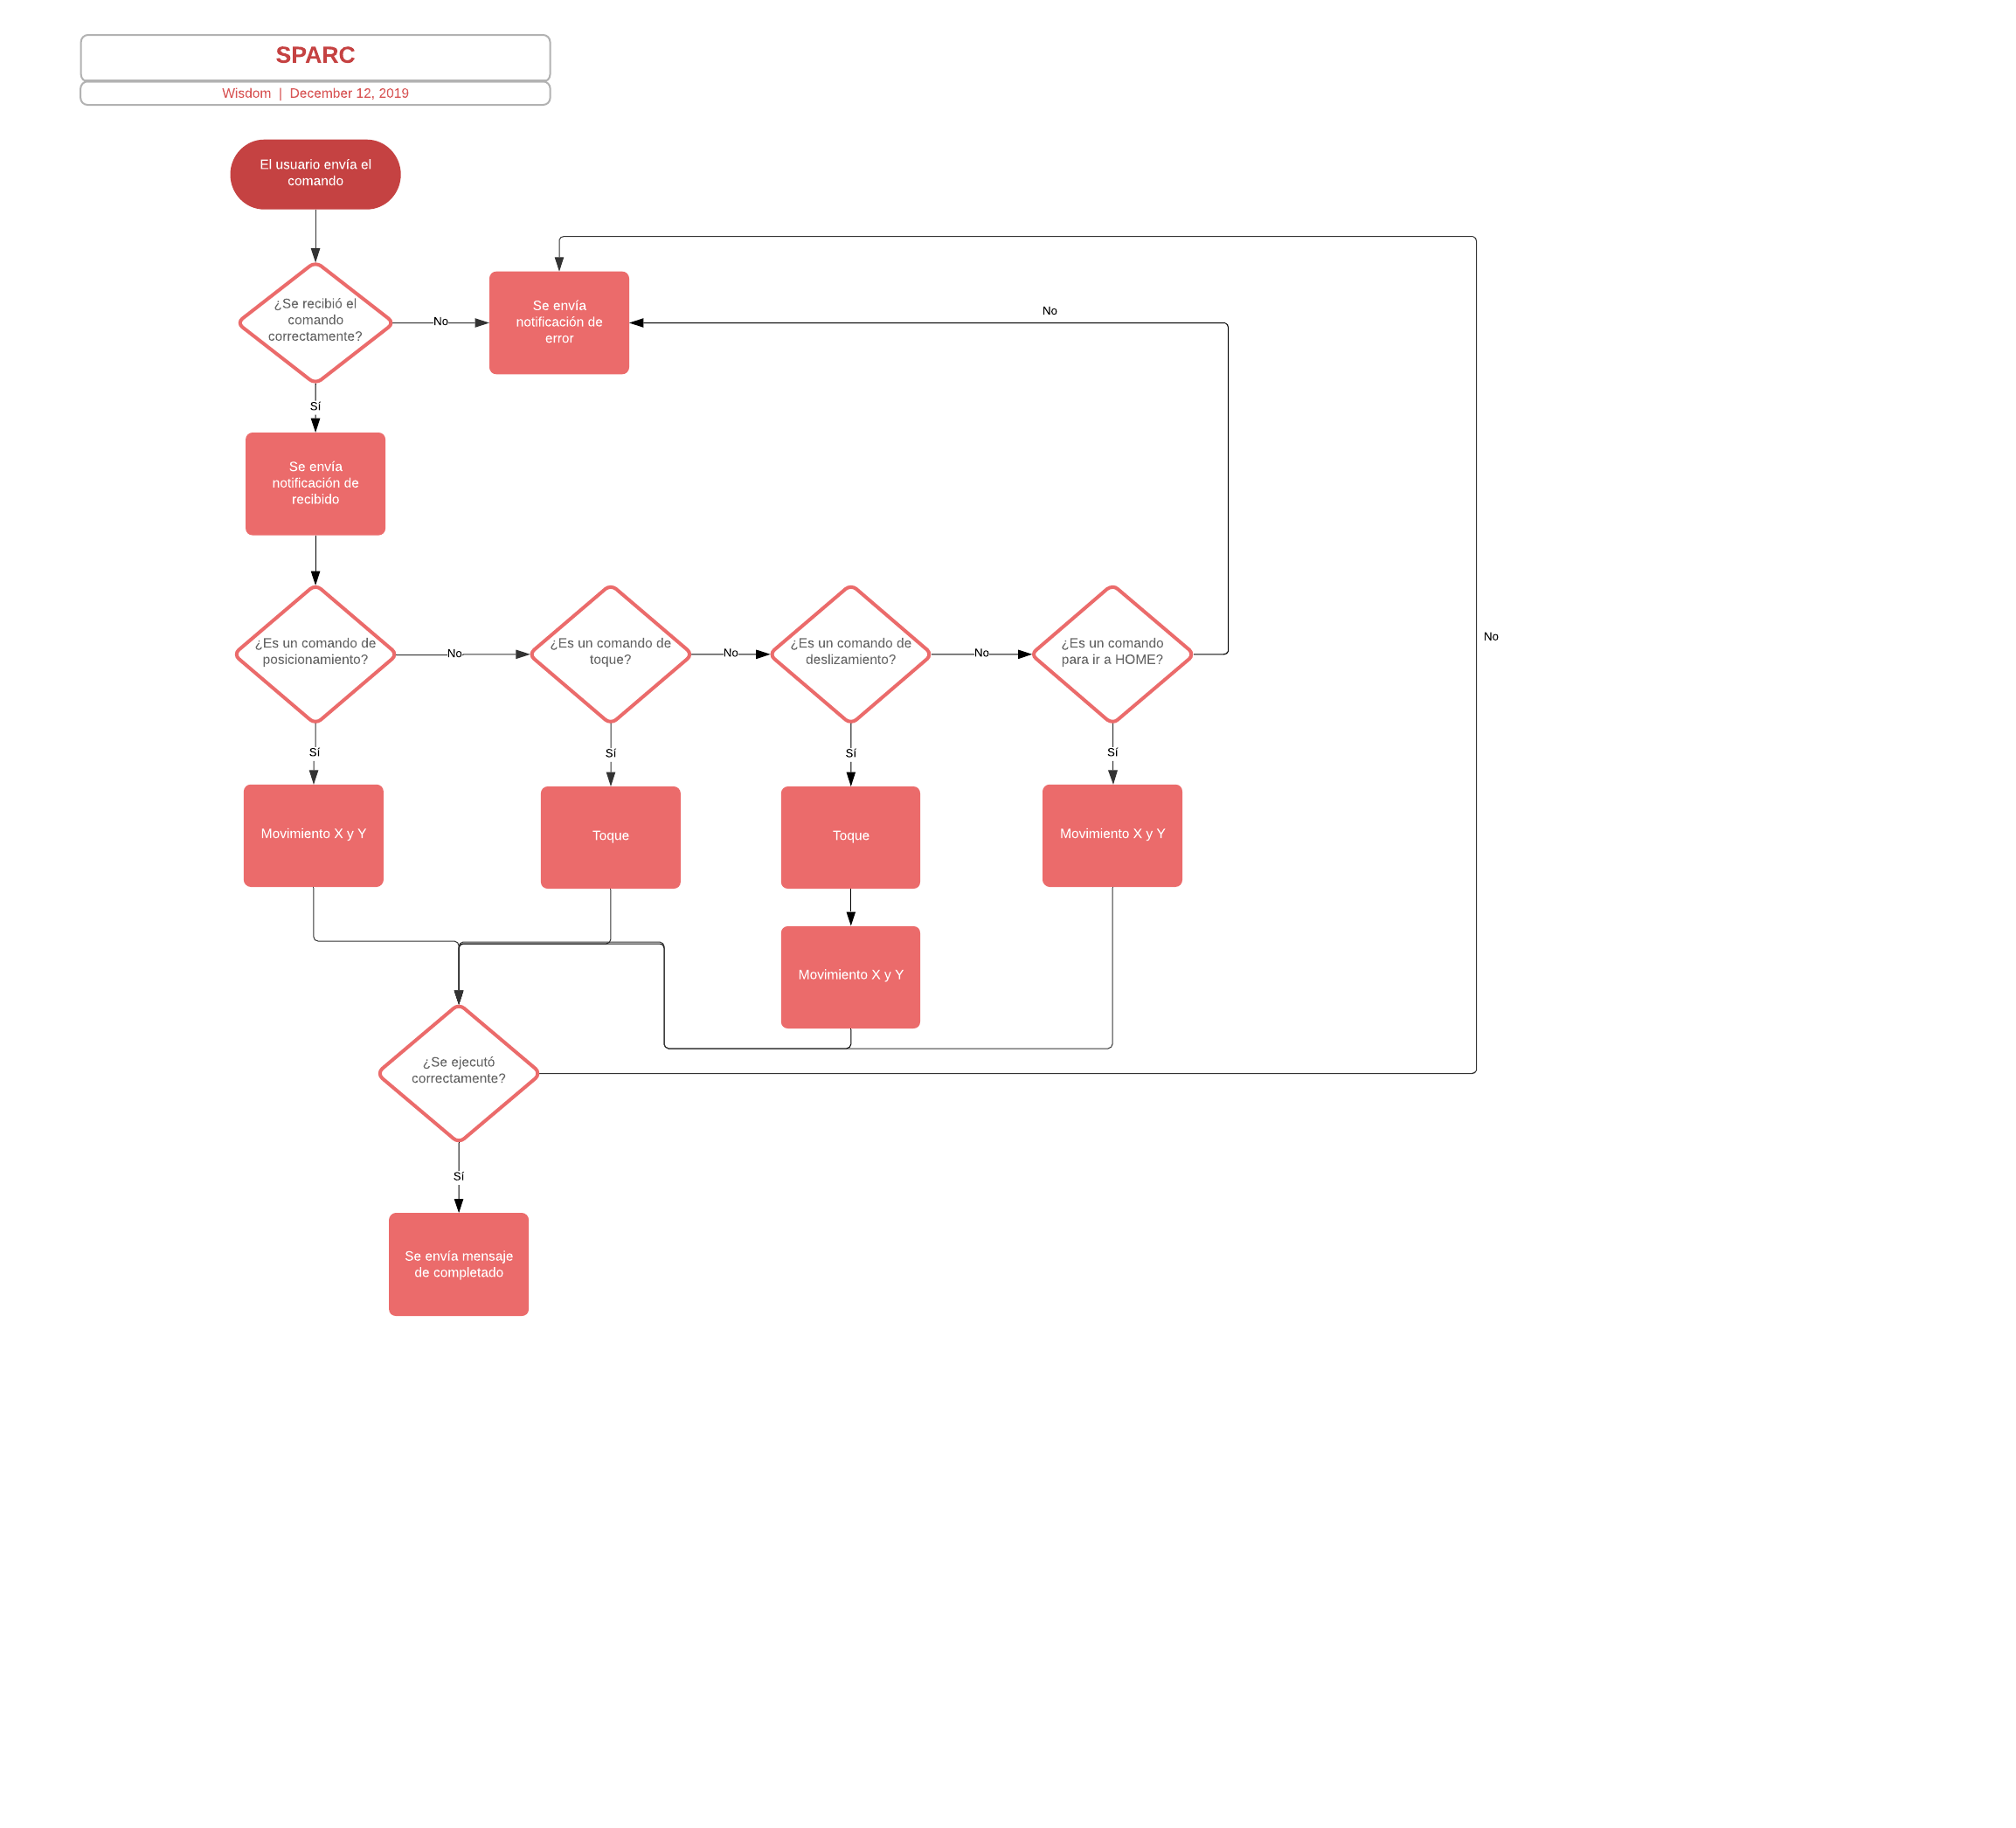 SPARC
Wisdom | December 12, 2019
El usuario envía el
comando
¿Se recibió el
comando
correctamente?
No
Se envía
notificación de
error
No
Sí
Se envía
notificación de
recibido
No
¿Es un comando de
posicionamiento?
No
¿Es un comando de
toque?
No
¿Es un comando de
deslizamiento?
No
¿Es un comando
para ir a HOME?
Sí
Sí
Sí
Sí
Movimiento X y Y
Toque
Toque
Movimiento X y Y
Movimiento X y Y
¿Se ejecutó
correctamente?
Sí
Se envía mensaje
de completado